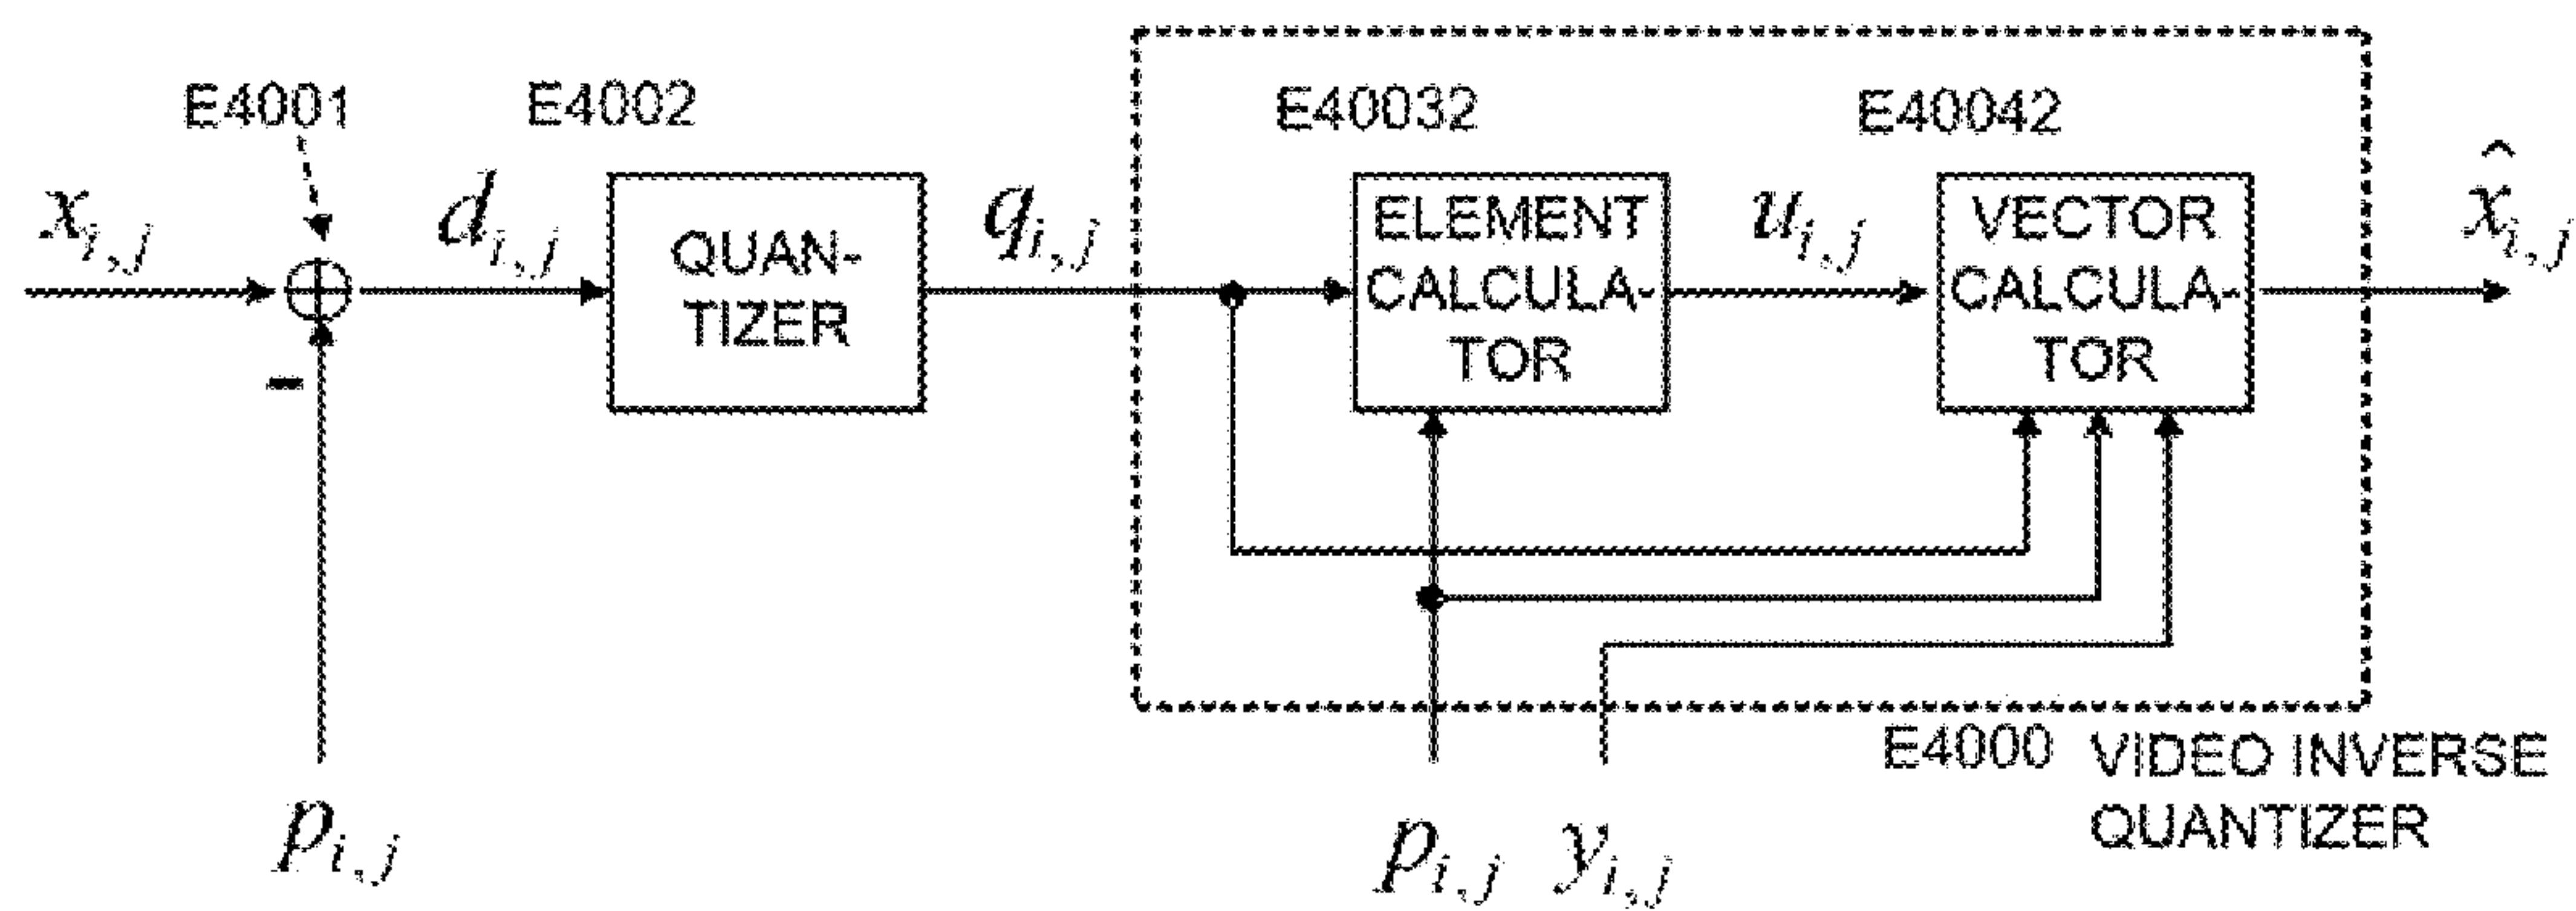 E4001
E4002
E40032
E40042
x_{i,j}
d_{i,j}
QUAN-
TIZER
q_{i,j}
ELEMENT
CALCULA-
TOR
u_{i,j}
VECTOR
CALCULA-
TOR
x̂_{i,j}
-
p_{i,j}
p_{i,j}
y_{i,j}
E4000 VIDEO INVERSE
QUANTIZER